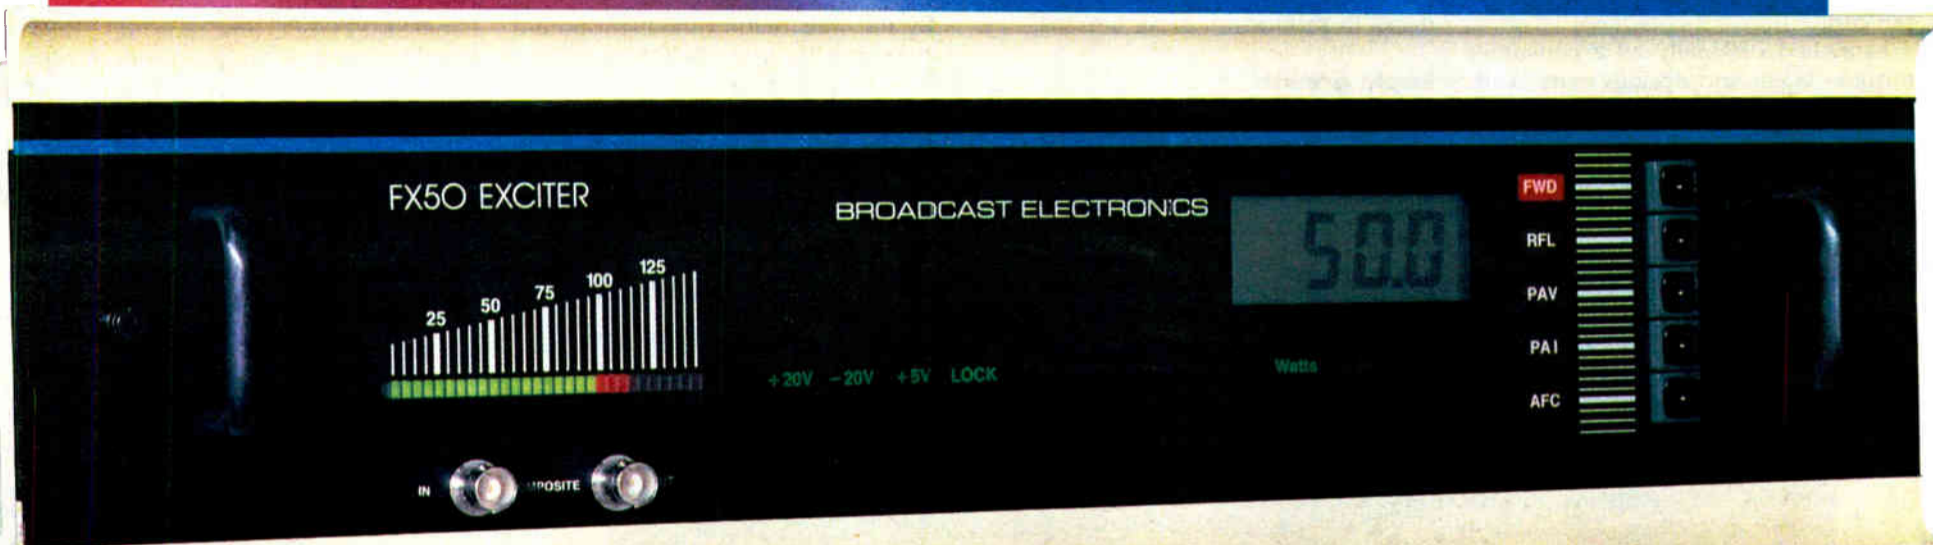 FX50 EXCITER
BROADCAST ELECTRONICS
50.0
Watts
FWD
RFL
PAV
PAI
AFC
25 50 75 100 125
+20V -20V +5V LOCK
IN